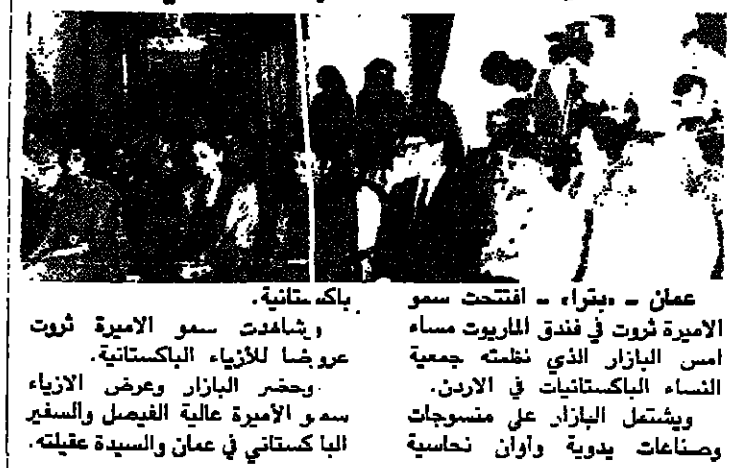 عمان - «بترا» - افتتحت سمو
الاميرة ثروت في فندق الماريوت مساء
امس البازار الذي نظمته جمعية
النساء الباكستانيات في الاردن.
ويشتمل البازار على منسوجات
وصناعات يدوية وأوان نحاسية
باكستانية.
وشاهدت سمو الاميرة ثروت
عروضا للأزياء الباكستانية.
وحضر البازار وعرض الازياء
سمو الأميرة عالية الفيصل والسفير
الباكستاني في عمان والسيدة عقيلته.